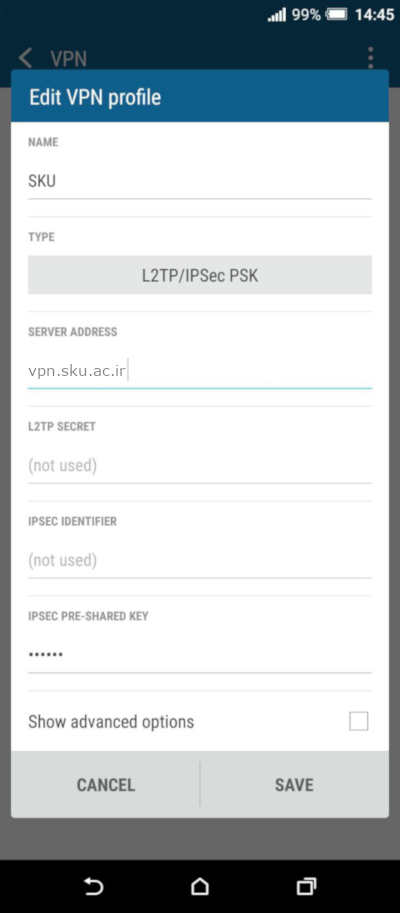 99% 14:45
VPN
Edit VPN profile
NAME
SKU
TYPE
L2TP/IPSec PSK
SERVER ADDRESS
vpn.sku.ac.ir
L2TP SECRET
(not used)
IPSEC IDENTIFIER
(not used)
IPSEC PRE-SHARED KEY
••••••
Show advanced options
CANCEL SAVE